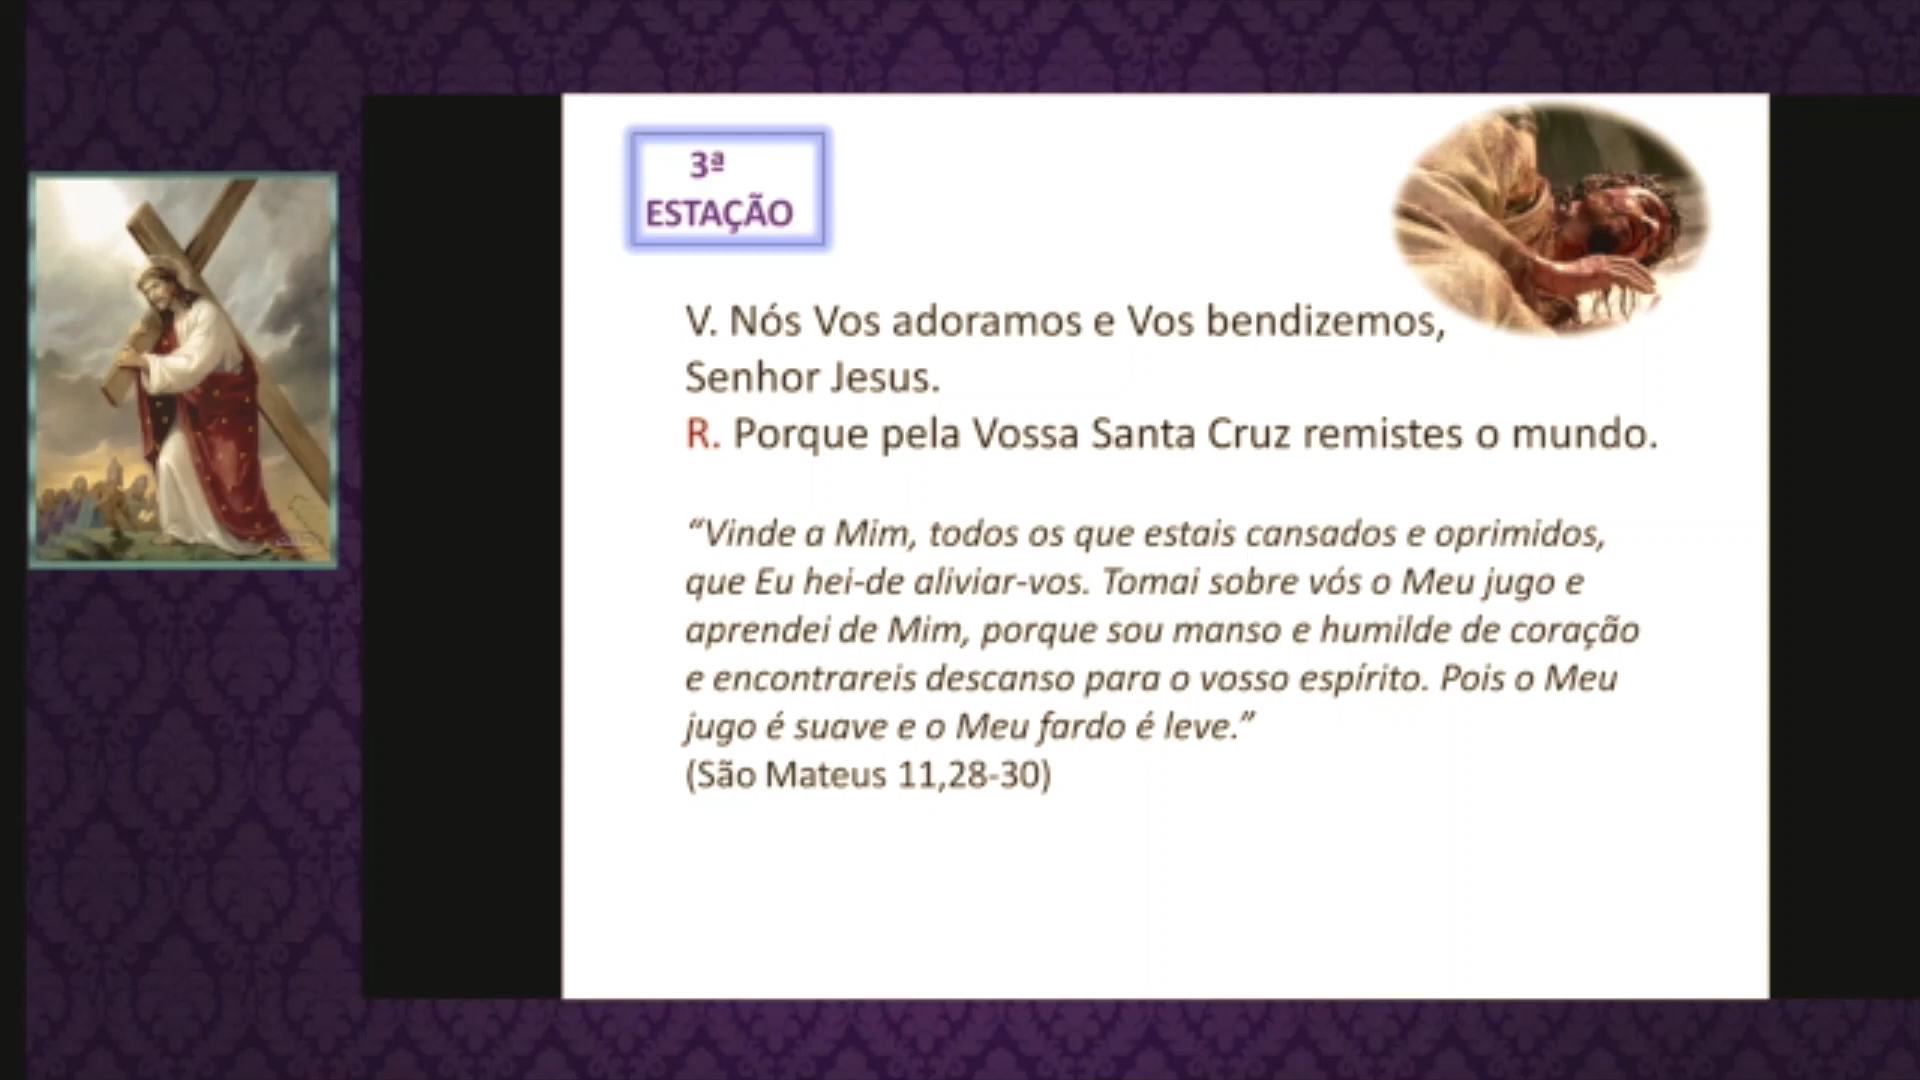 3ª
ESTAÇÃO
V. Nós Vos adoramos e Vos bendizemos,
Senhor Jesus.
R. Porque pela Vossa Santa Cruz remistes o mundo.
“Vinde a Mim, todos os que estais cansados e oprimidos,
que Eu hei-de aliviar-vos. Tomai sobre vós o Meu jugo e
aprendei de Mim, porque sou manso e humilde de coração
e encontrareis descanso para o vosso espírito. Pois o Meu
jugo é suave e o Meu fardo é leve.”
(São Mateus 11,28-30)